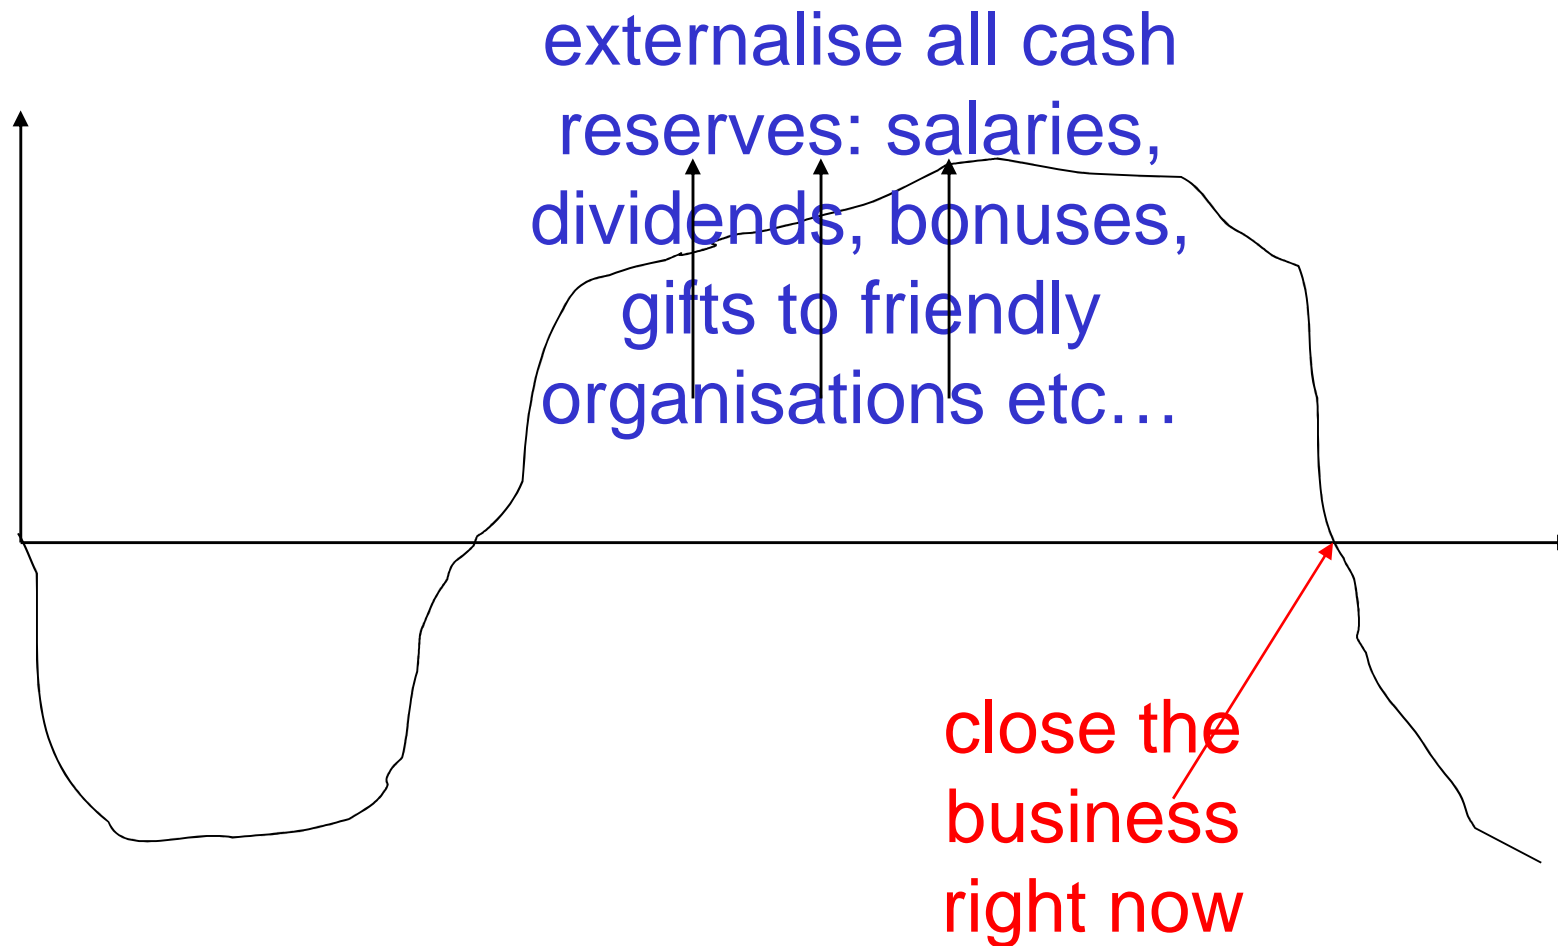 externalise all cash
reserves: salaries,
dividends, bonuses,
gifts to friendly
organisations etc…
close the
business
right now